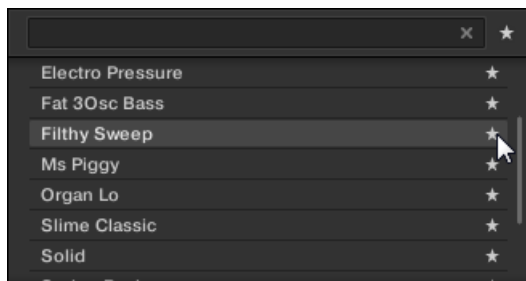 Electro Pressure
Fat 3Osc Bass
Filthy Sweep
Ms Piggy
Organ Lo
Slime Classic
Solid